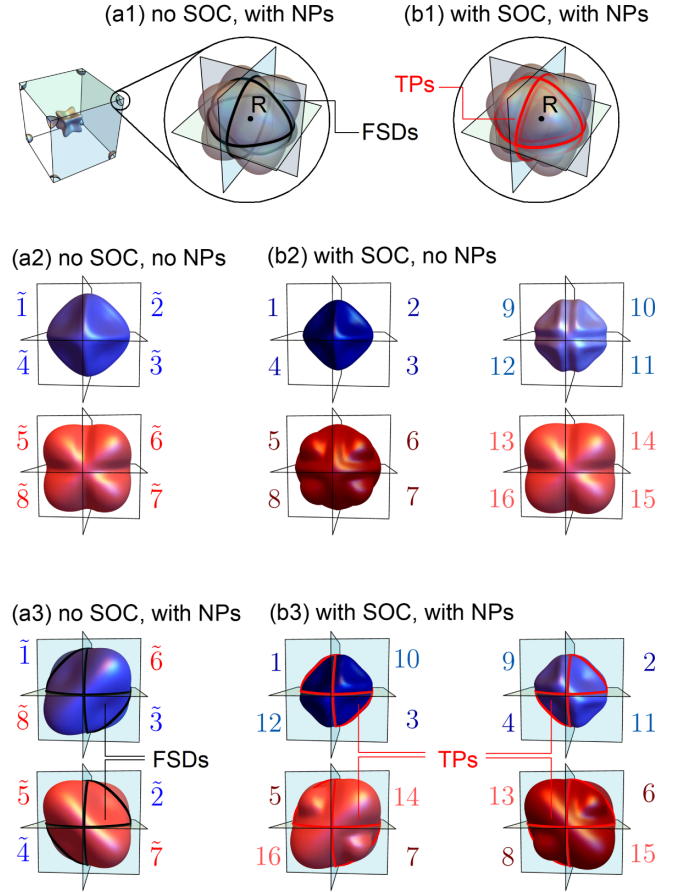 (a1) no SOC, with NPs
(b1) with SOC, with NPs
R
FSDs
TPs
R
(a2) no SOC, no NPs
(b2) with SOC, no NPs
1̃ 2̃
4̃ 3̃
1 2
4 3
9 10
12 11
5̃ 6̃
8̃ 7̃
5 6
8 7
13 14
16 15
(a3) no SOC, with NPs
(b3) with SOC, with NPs
1̃ 6̃
8̃ 3̃
1 10
12 3
9 2
4 11
FSDs
TPs
5̃ 2̃
4̃ 7̃
5 14
16 7
13 6
8 15